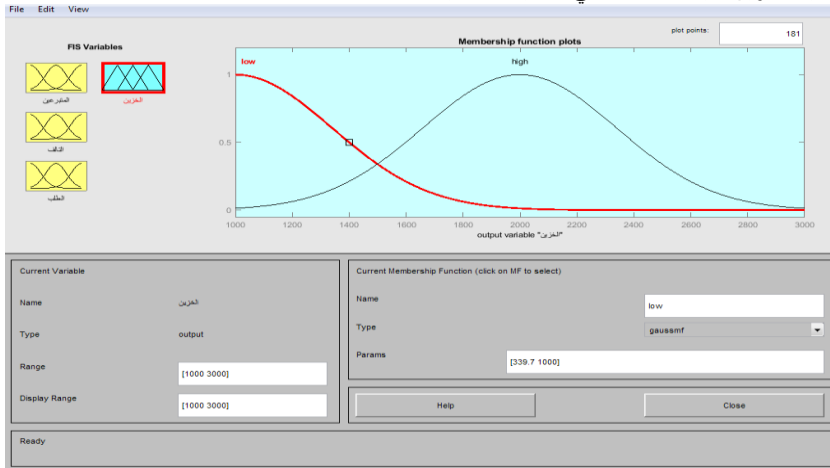 File Edit View
plot points: 181
FIS Variables
Membership function plots
low
high
1
0.5
0
المتبرعين
الخزين
التالف
الطلب
1000 1200 1400 1600 1800 2000 2200 2400 2600 2800 3000
output variable "الخزين"
Current Variable
Name الخزين
Type output
Range [1000 3000]
Display Range [1000 3000]
Current Membership Function (click on MF to select)
Name low
Type gaussmf
Params [339.7 1000]
Help Close
Ready